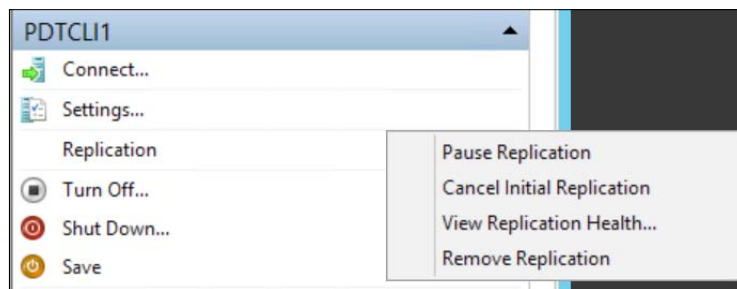 PDTCLI1
Connect...
Settings...
Replication
Pause Replication
Cancel Initial Replication
View Replication Health...
Remove Replication
Turn Off...
Shut Down...
Save